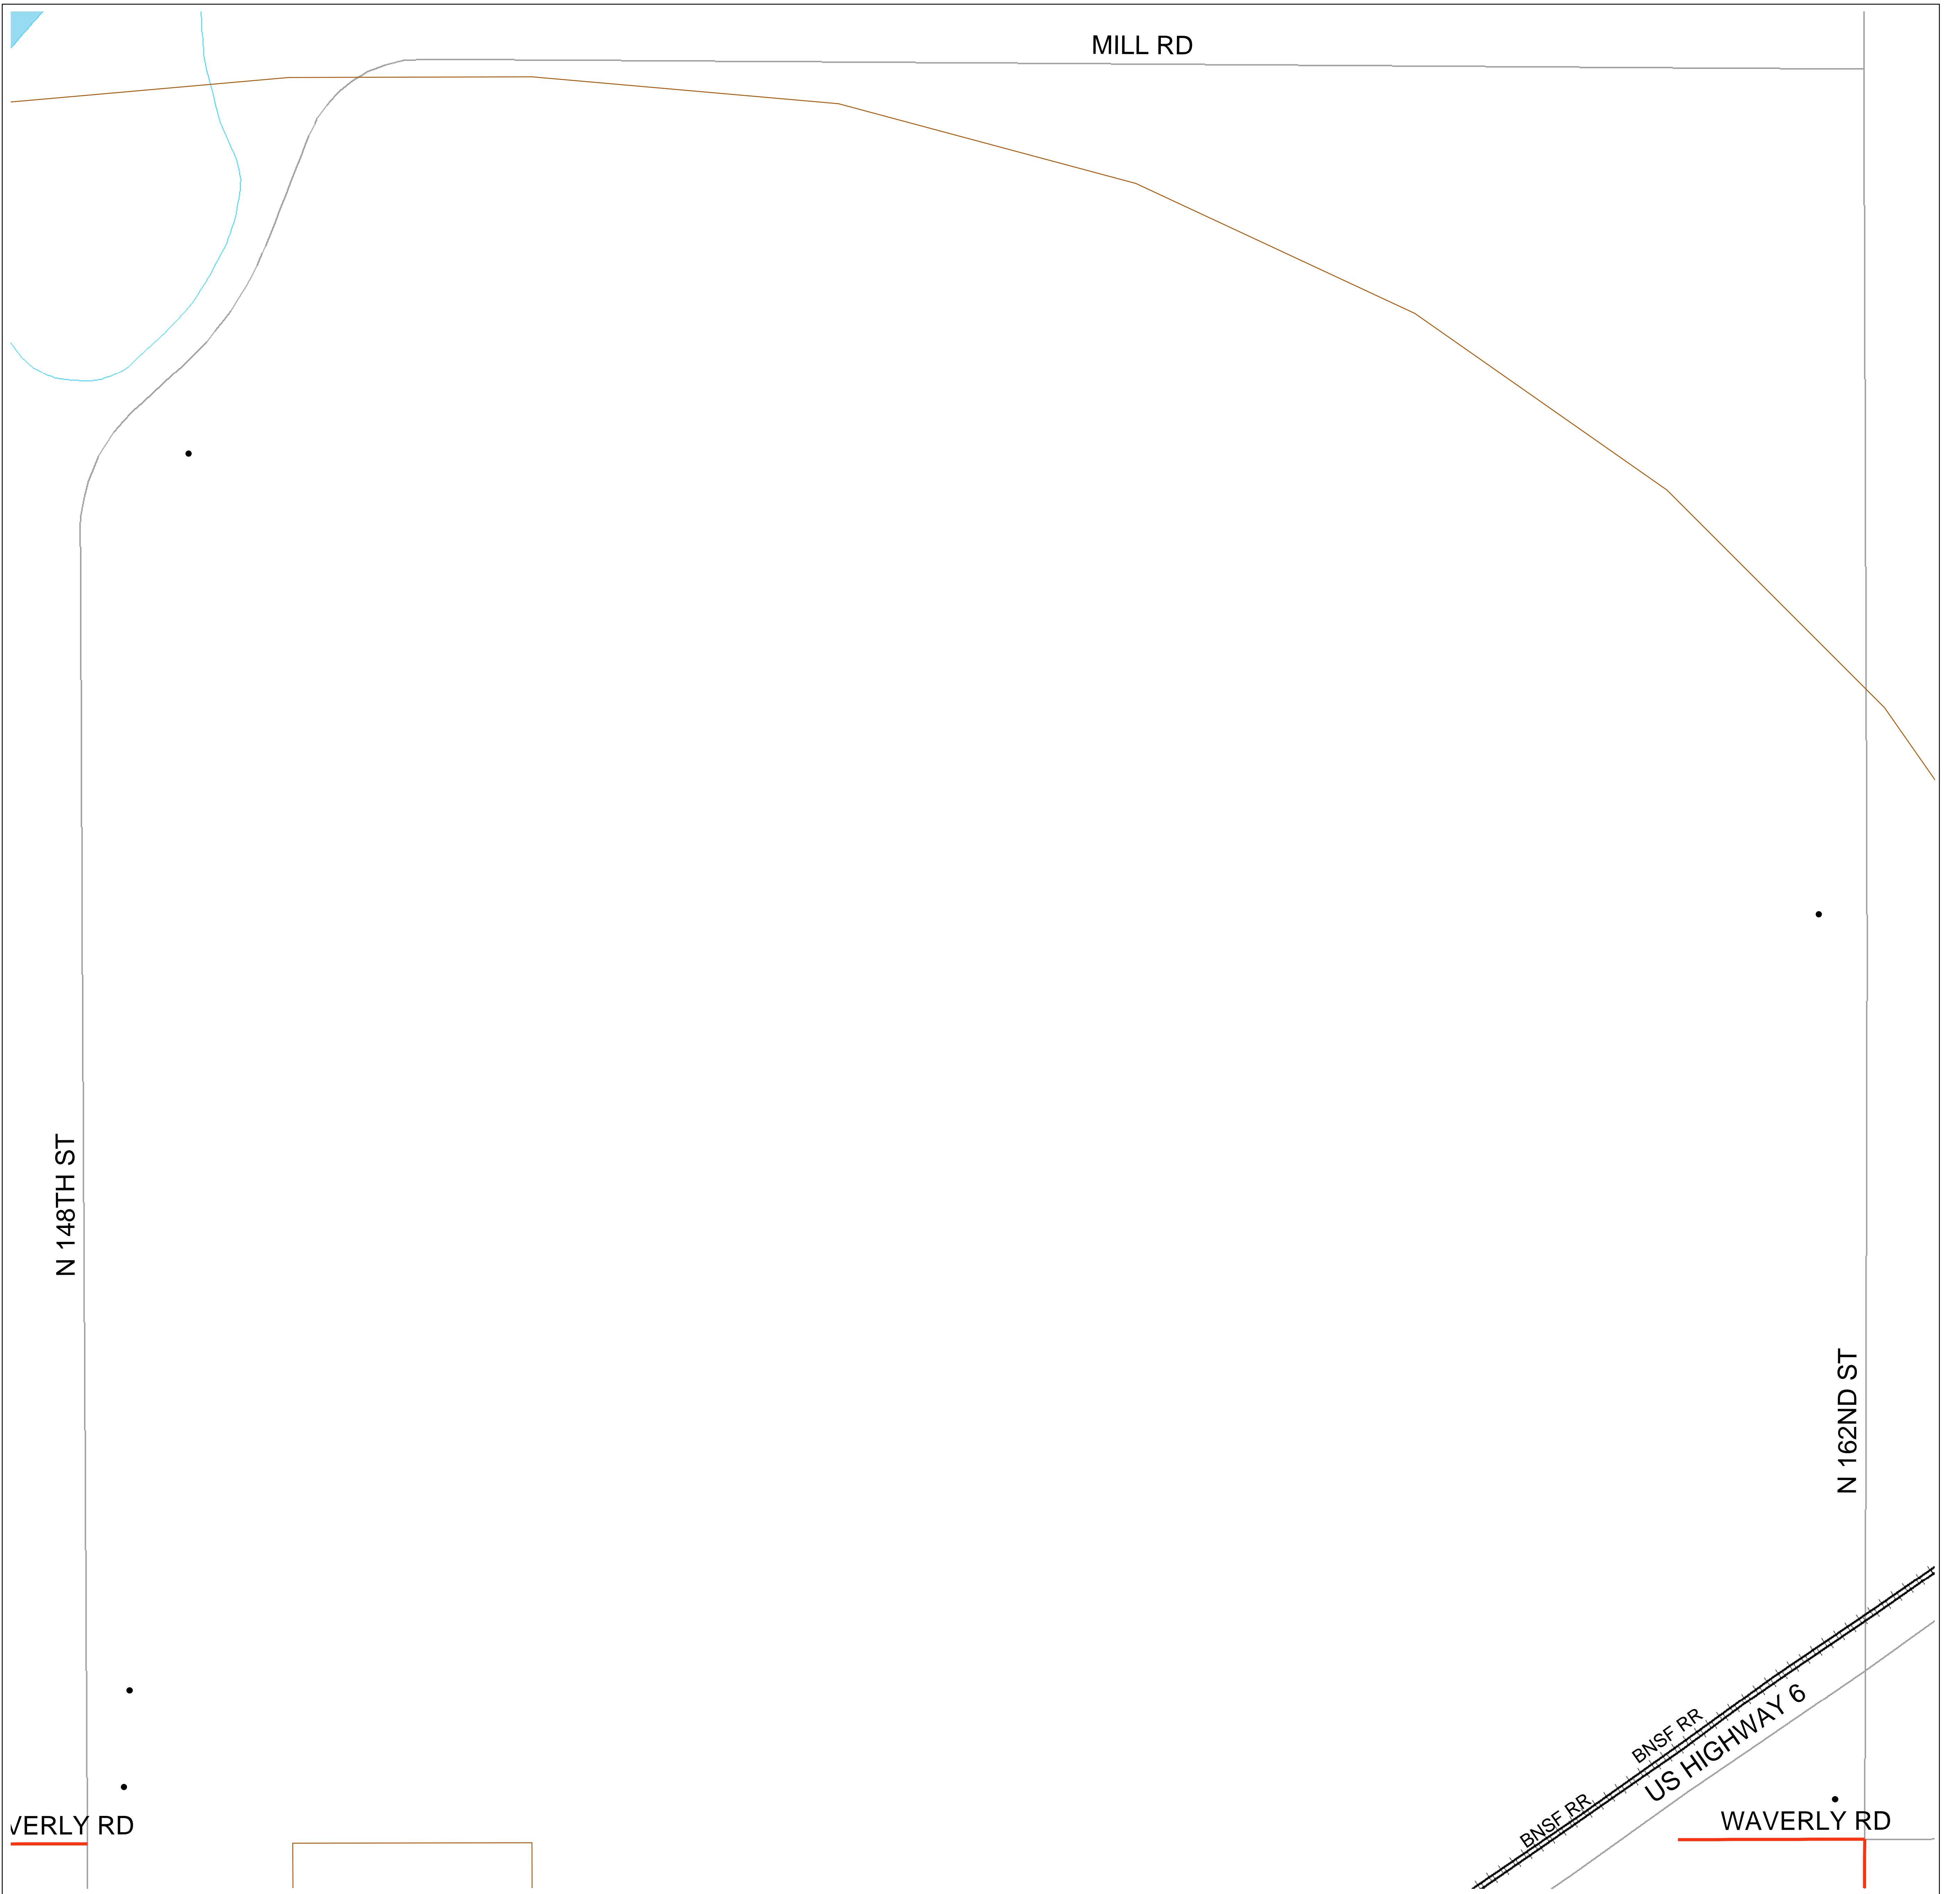 MILL RD
N 148TH ST
N 162ND ST
BNSF RR
US HIGHWAY 6
BNSF RR
VERLY RD
WAVERLY RD